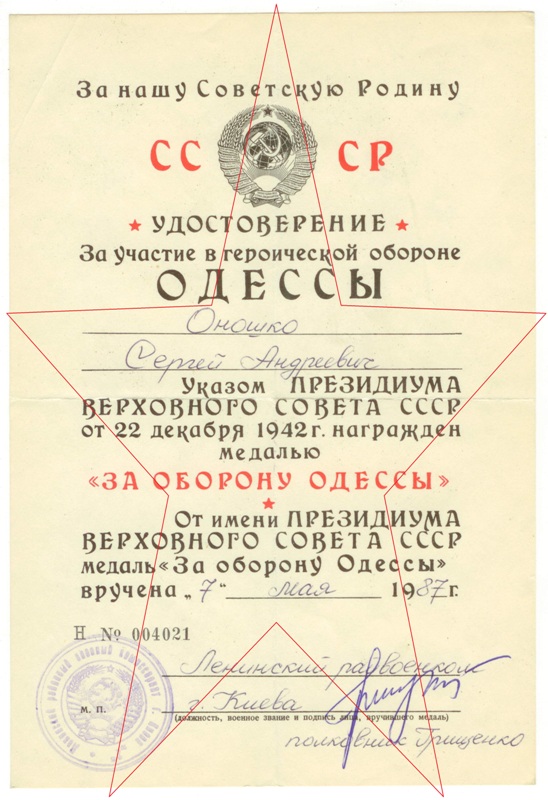 За нашу Советскую Родину
СС СР
УДОСТОВЕРЕНИЕ
За участие в героической обороне
ОДЕССЫ
Оношко
Сергей Андреевич
Указом ПРЕЗИДИУМА
ВЕРХОВНОГО СОВЕТА СССР
от 22 декабря 1942 г. награжден
медалью
«ЗА ОБОРОНУ ОДЕССЫ»
От имени ПРЕЗИДИУМА
ВЕРХОВНОГО СОВЕТА СССР
медаль «За оборону Одессы»
вручена „7" мая 1987 г.
Н № 004021
Ленинский райвоенком
М. П. г. Киева
(должность, военное звание и подпись лица, вручившего медаль)
полковник Грищенко